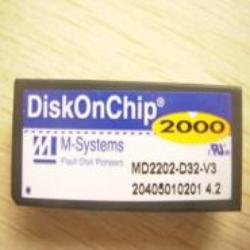 DiskOnChip®
2000
M-Systems
Flash Disk Pioneers
MD2202-D32-V3
20405010201 4.2